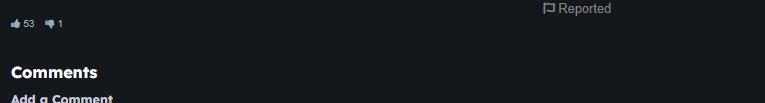 Reported
53 1
Comments
Add a Comment